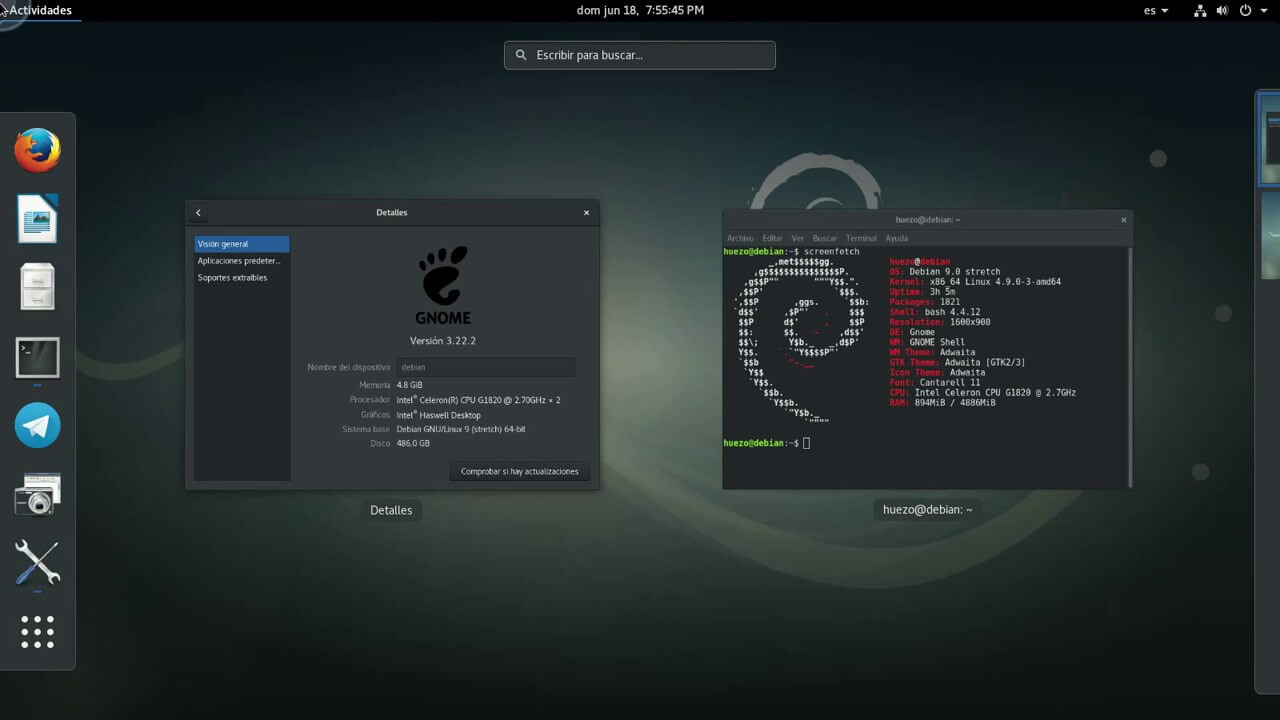 Actividades
dom jun 18, 7:55:45 PM
es
Escribir para buscar...
Detalles
Visión general
Aplicaciones predeter...
Soportes extraíbles
GNOME
Versión 3.22.2
Nombre del dispositivo debian
Memoria 4.8 GiB
Procesador Intel® Celeron(R) CPU G1820 @ 2.70GHz × 2
Gráficos Intel® Haswell Desktop
Sistema base Debian GNU/Linux 9 (stretch) 64-bit
Disco 486.0 GB
Comprobar si hay actualizaciones
Detalles
huezo@debian: ~
Archivo Editar Ver Buscar Terminal Ayuda
huezo@debian:~$ screenfetch
huezo@debian
OS: Debian 9.0 stretch
Kernel: x86_64 Linux 4.9.0-3-amd64
Uptime: 3h 5m
Packages: 1821
Shell: bash 4.4.12
Resolution: 1600x900
DE: Gnome
WM: GNOME Shell
WM Theme: Adwaita
GTK Theme: Adwaita [GTK2/3]
Icon Theme: Adwaita
Font: Cantarell 11
CPU: Intel Celeron CPU G1820 @ 2.7GHz
RAM: 894MiB / 4886MiB
huezo@debian:~$
huezo@debian: ~